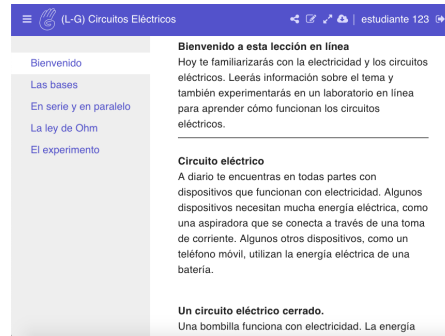 (L-G) Circuitos Eléctricos
estudiante 123
Bienvenido
Las bases
En serie y en paralelo
La ley de Ohm
El experimento
Bienvenido a esta lección en línea
Hoy te familiarizarás con la electricidad y los circuitos
eléctricos. Leerás información sobre el tema y
también experimentarás en un laboratorio en línea
para aprender cómo funcionan los circuitos
eléctricos.
Circuito eléctrico
A diario te encuentras en todas partes con
dispositivos que funcionan con electricidad. Algunos
dispositivos necesitan mucha energía eléctrica, como
una aspiradora que se conecta a través de una toma
de corriente. Algunos otros dispositivos, como un
teléfono móvil, utilizan la energía eléctrica de una
batería.
Un circuito eléctrico cerrado.
Una bombilla funciona con electricidad. La energía